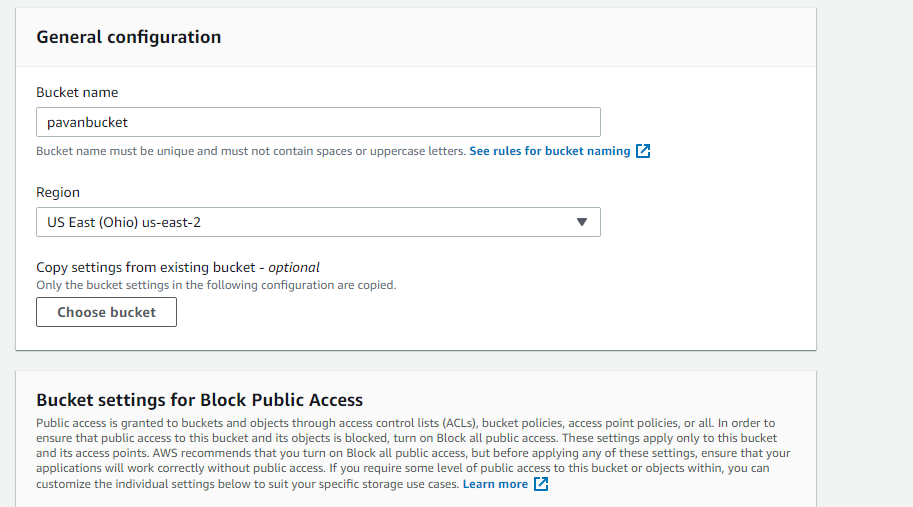 General configuration
Bucket name
pavanbucket
Bucket name must be unique and must not contain spaces or uppercase letters. See rules for bucket naming
Region
US East (Ohio) us-east-2
Copy settings from existing bucket - optional
Only the bucket settings in the following configuration are copied.
Choose bucket
Bucket settings for Block Public Access
Public access is granted to buckets and objects through access control lists (ACLs), bucket policies, access point policies, or all. In order to
ensure that public access to this bucket and its objects is blocked, turn on Block all public access. These settings apply only to this bucket
and its access points. AWS recommends that you turn on Block all public access, but before applying any of these settings, ensure that your
applications will work correctly without public access. If you require some level of public access to this bucket or objects within, you can
customize the individual settings below to suit your specific storage use cases. Learn more